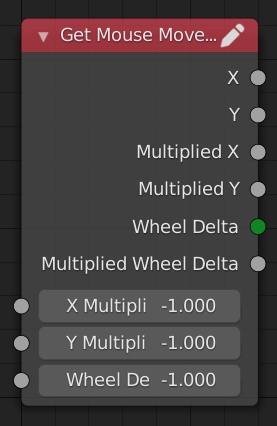 Get Mouse Move...
X
Y
Multiplied X
Multiplied Y
Wheel Delta
Multiplied Wheel Delta
X Multipli -1.000
Y Multipli -1.000
Wheel De -1.000